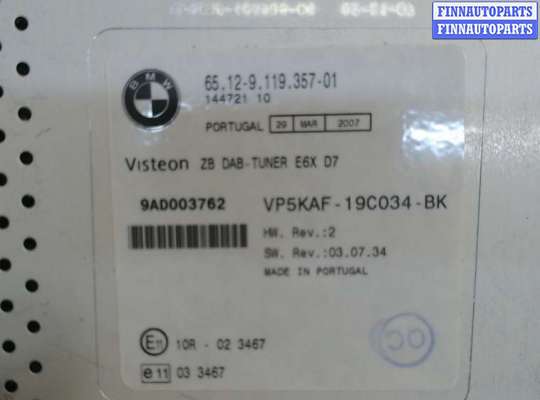 FINNAUTOPARTS
FINNAUTOPARTS
BMW
65.12-9.119.357-01
144721 10
PORTUGAL 29 MAR 2007
Visteon ZB DAB-TUNER E6X D7
9AD003762 VP5KAF-19C034-BK
HW. Rev.:2
SW. Rev.:03.07.34
MADE IN PORTUGAL
E11 10R - 02 3467
e 11 03 3467